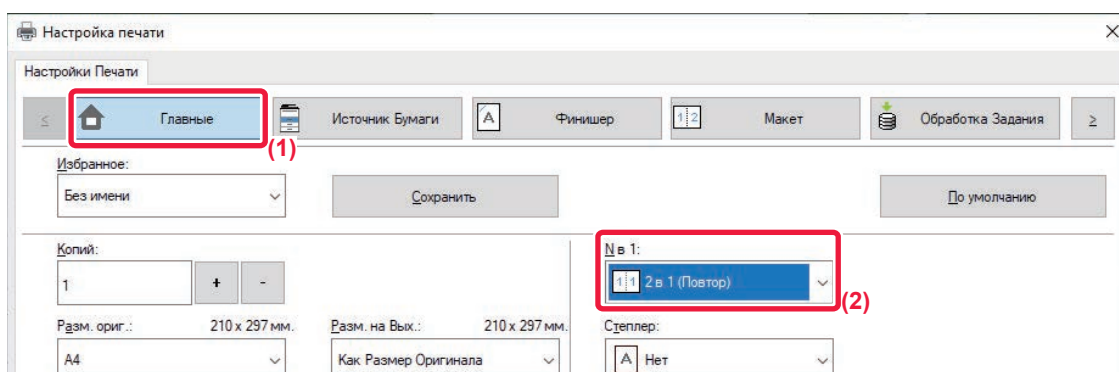 Настройка печати
Настройки Печати
< Главные Источник Бумаги A Финишер 1 2 Макет Обработка Задания >
(1)
Избранное:
Без имени Сохранить По умолчанию
Копий: N в 1:
1 + - 1 1 2 в 1 (Повтор)
(2)
Разм. ориг.: 210 x 297 мм. Разм. на Вых.: 210 x 297 мм. Степлер:
A4 Как Размер Оригинала A Нет